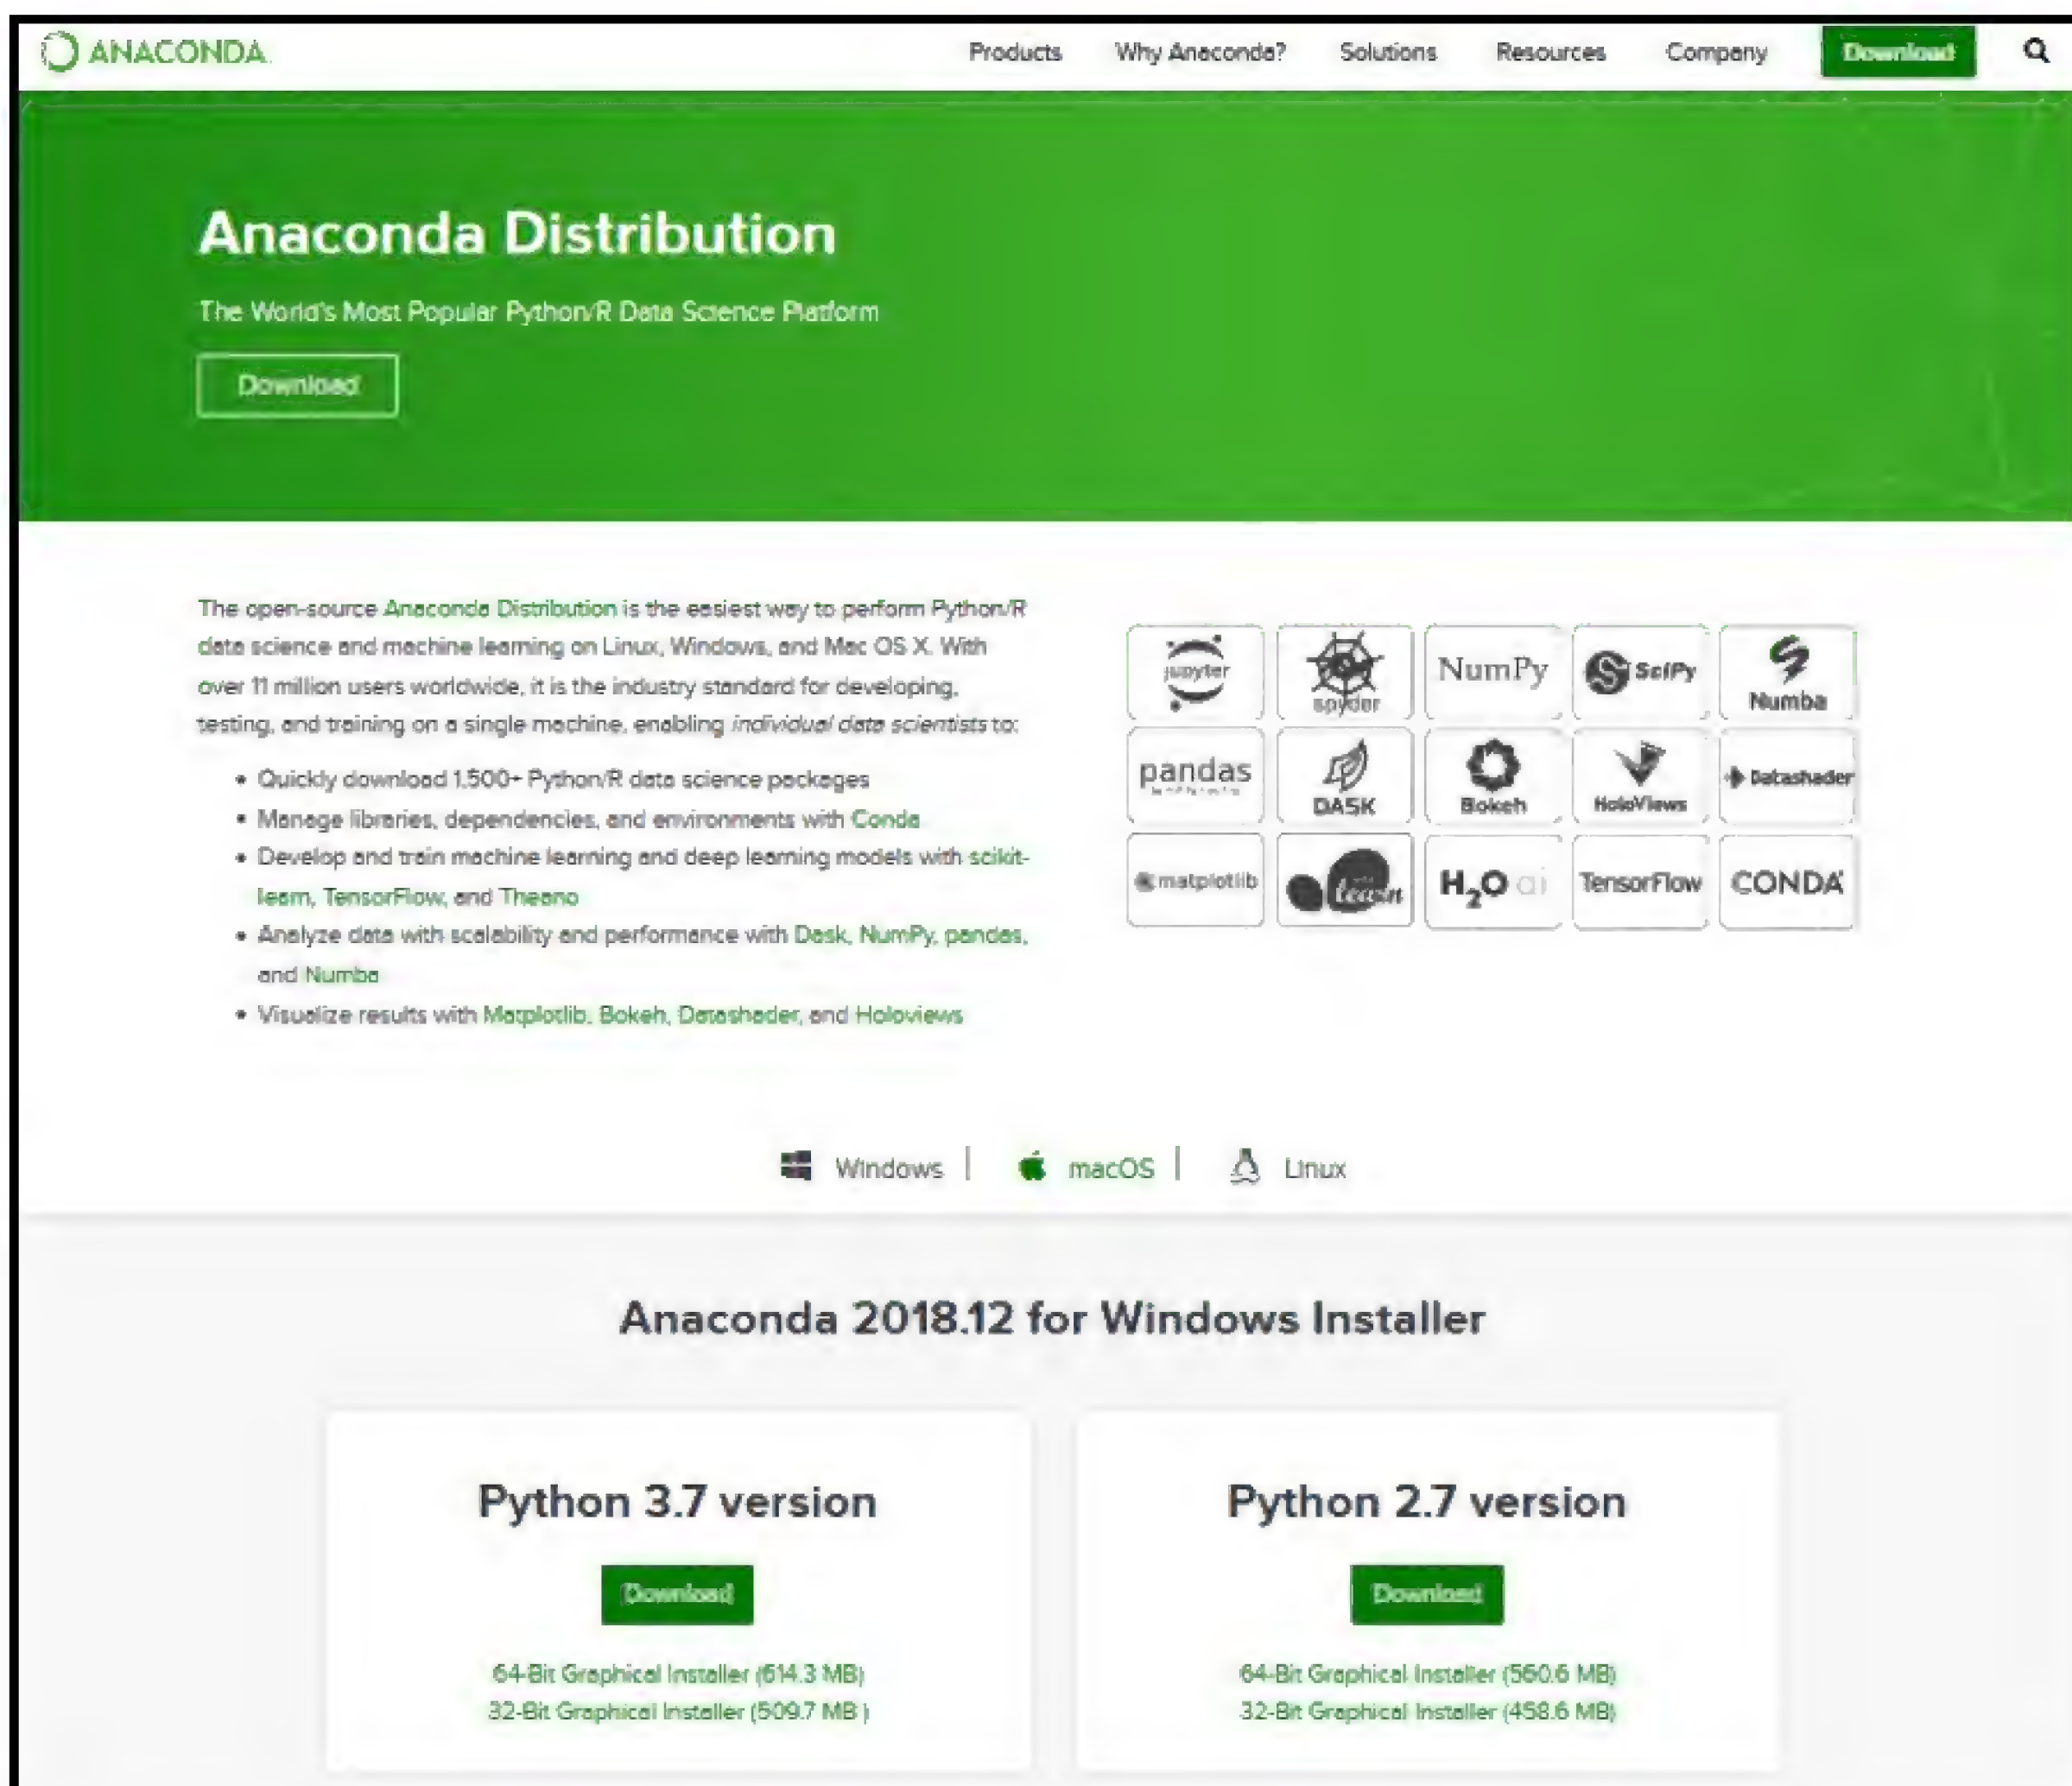 ANACONDA
Products Why Anaconda? Solutions Resources Company Download
Anaconda Distribution
The World's Most Popular Python/R Data Science Platform
Download
The open-source Anaconda Distribution is the easiest way to perform Python/R
data science and machine learning on Linux, Windows, and Mac OS X. With
over 11 million users worldwide, it is the industry standard for developing,
testing, and training on a single machine, enabling individual data scientists to:
• Quickly download 1,500+ Python/R data science packages
• Manage libraries, dependencies, and environments with Conda
• Develop and train machine learning and deep learning models with scikit-
learn, TensorFlow, and Theano
• Analyze data with scalability and performance with Dask, NumPy, pandas,
and Numba
• Visualize results with Matplotlib, Bokeh, Datashader, and Holoviews
jupyter spyder NumPy SciPy Numba
pandas DASK Bokeh HoloViews Datashader
matplotlib learn H2O ai TensorFlow CONDA
Windows | macOS | Linux
Anaconda 2018.12 for Windows Installer
Python 3.7 version
Download
64-Bit Graphical Installer (614.3 MB)
32-Bit Graphical Installer (509.7 MB )
Python 2.7 version
Download
64-Bit Graphical Installer (560.6 MB)
32-Bit Graphical Installer (458.6 MB)